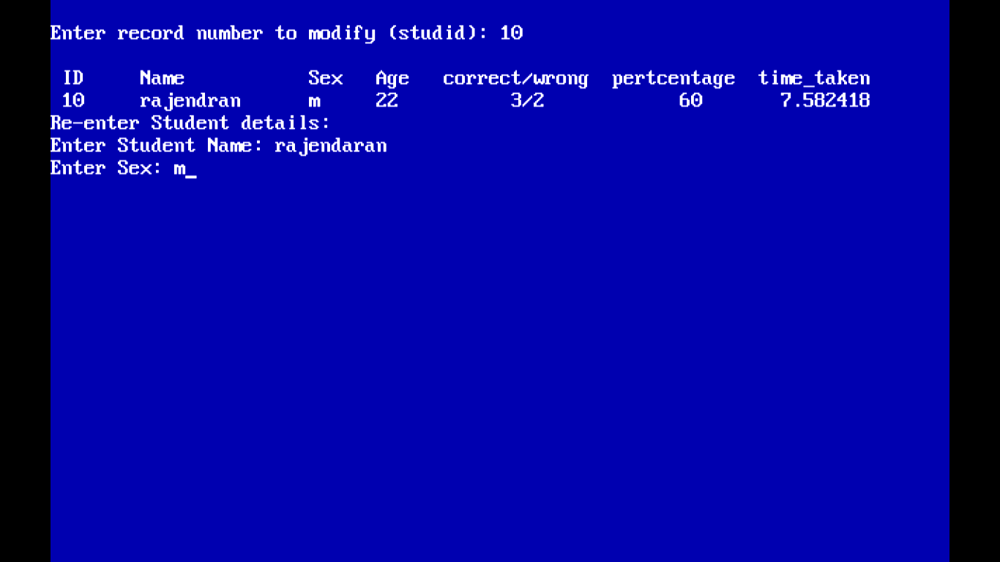 Enter record number to modify (studid): 10
ID Name Sex Age correct/wrong pertcentage time_taken
10 rajendran m 22 3/2 60 7.582418
Re-enter Student details:
Enter Student Name: rajendaran
Enter Sex: m_